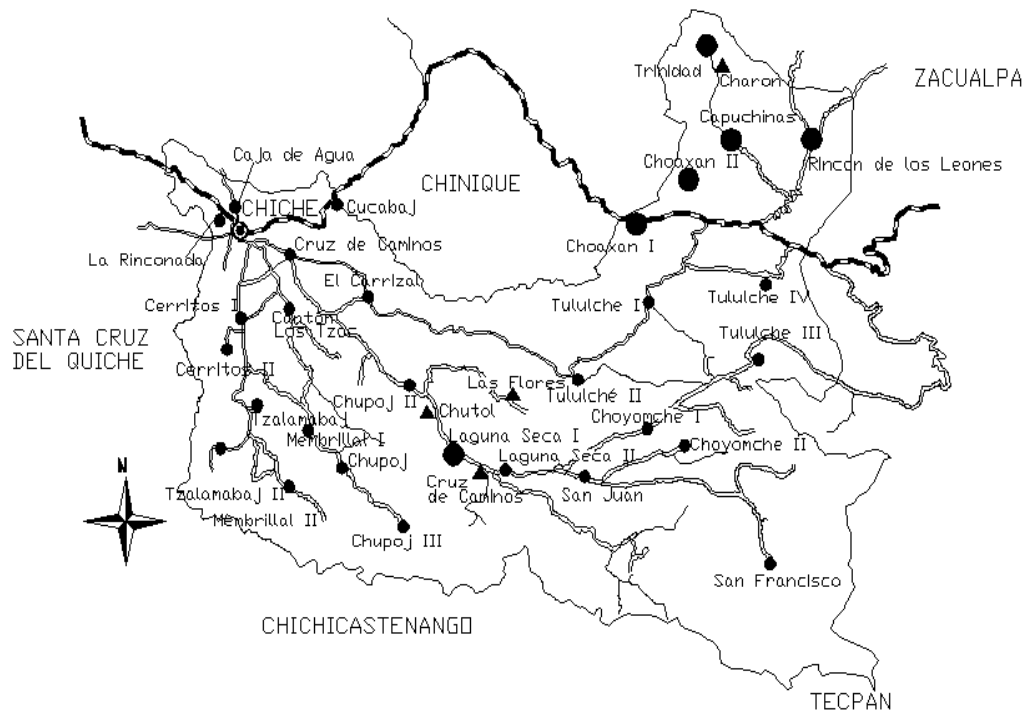 Trinidad
Charon
ZACUALPA
Capuchinas
Caja de Agua
Choaxan II
Rincon de los Leones
CHINIQUE
CHICHE
Cucabaj
Cruz de Caminos
Choaxan I
La Rinconada
El Carrizal
Cerritos I
Tululche I
Tululche IV
Canton
Los Tzoc
SANTA CRUZ
DEL QUICHE
Tululche III
Cerritos II
Las Flores
Chupoj II
Tululché II
Chutol
Choyomche I
Tzalamabaj
Membrillal I
Laguna Seca I
Choyomche II
Laguna Seca II
Chupoj
Cruz
de Caminos
San Juan
N
Tzalamabaj II
Membrillal II
Chupoj III
San Francisco
CHICHICASTENANGO
TECPAN